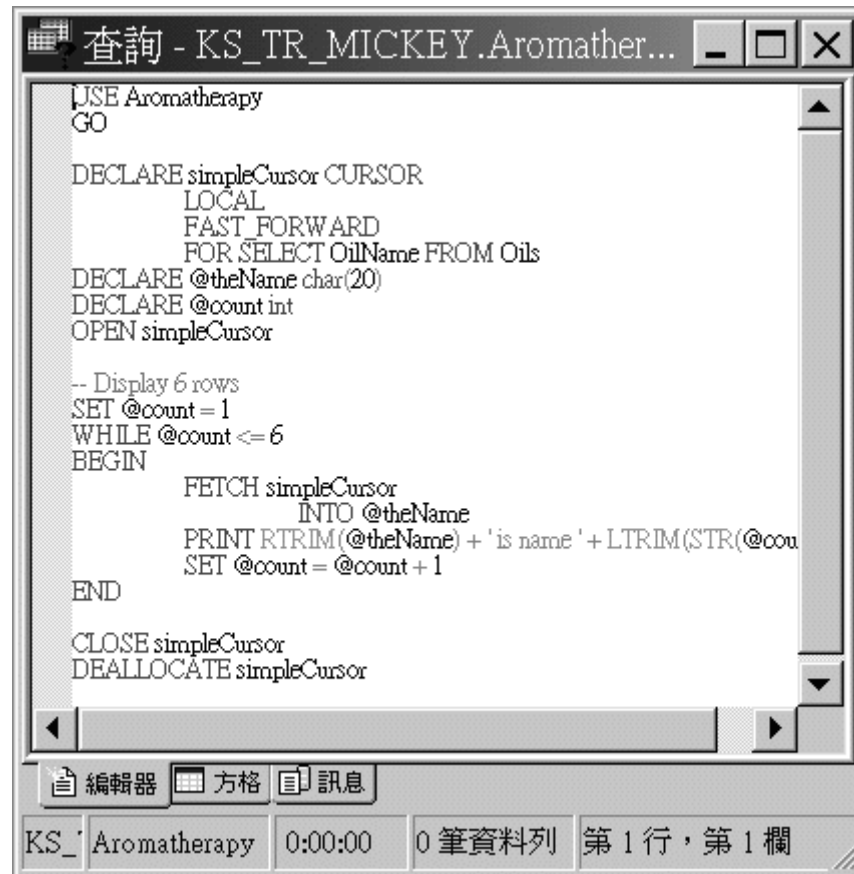 查詢 - KS_TR_MICKEY.Aromather...
USE Aromatherapy
GO
DECLARE simpleCursor CURSOR
LOCAL
FAST_FORWARD
FOR SELECT OilName FROM Oils
DECLARE @theName char(20)
DECLARE @count int
OPEN simpleCursor
-- Display 6 rows
SET @count = 1
WHILE @count <= 6
BEGIN
FETCH simpleCursor
INTO @theName
PRINT RTRIM(@theName) + ' is name ' + LTRIM(STR(@cou
SET @count = @count + 1
END
CLOSE simpleCursor
DEALLOCATE simpleCursor
編輯器 方格 訊息
KS_ Aromatherapy 0:00:00 0 筆資料列 第 1 行，第 1 欄